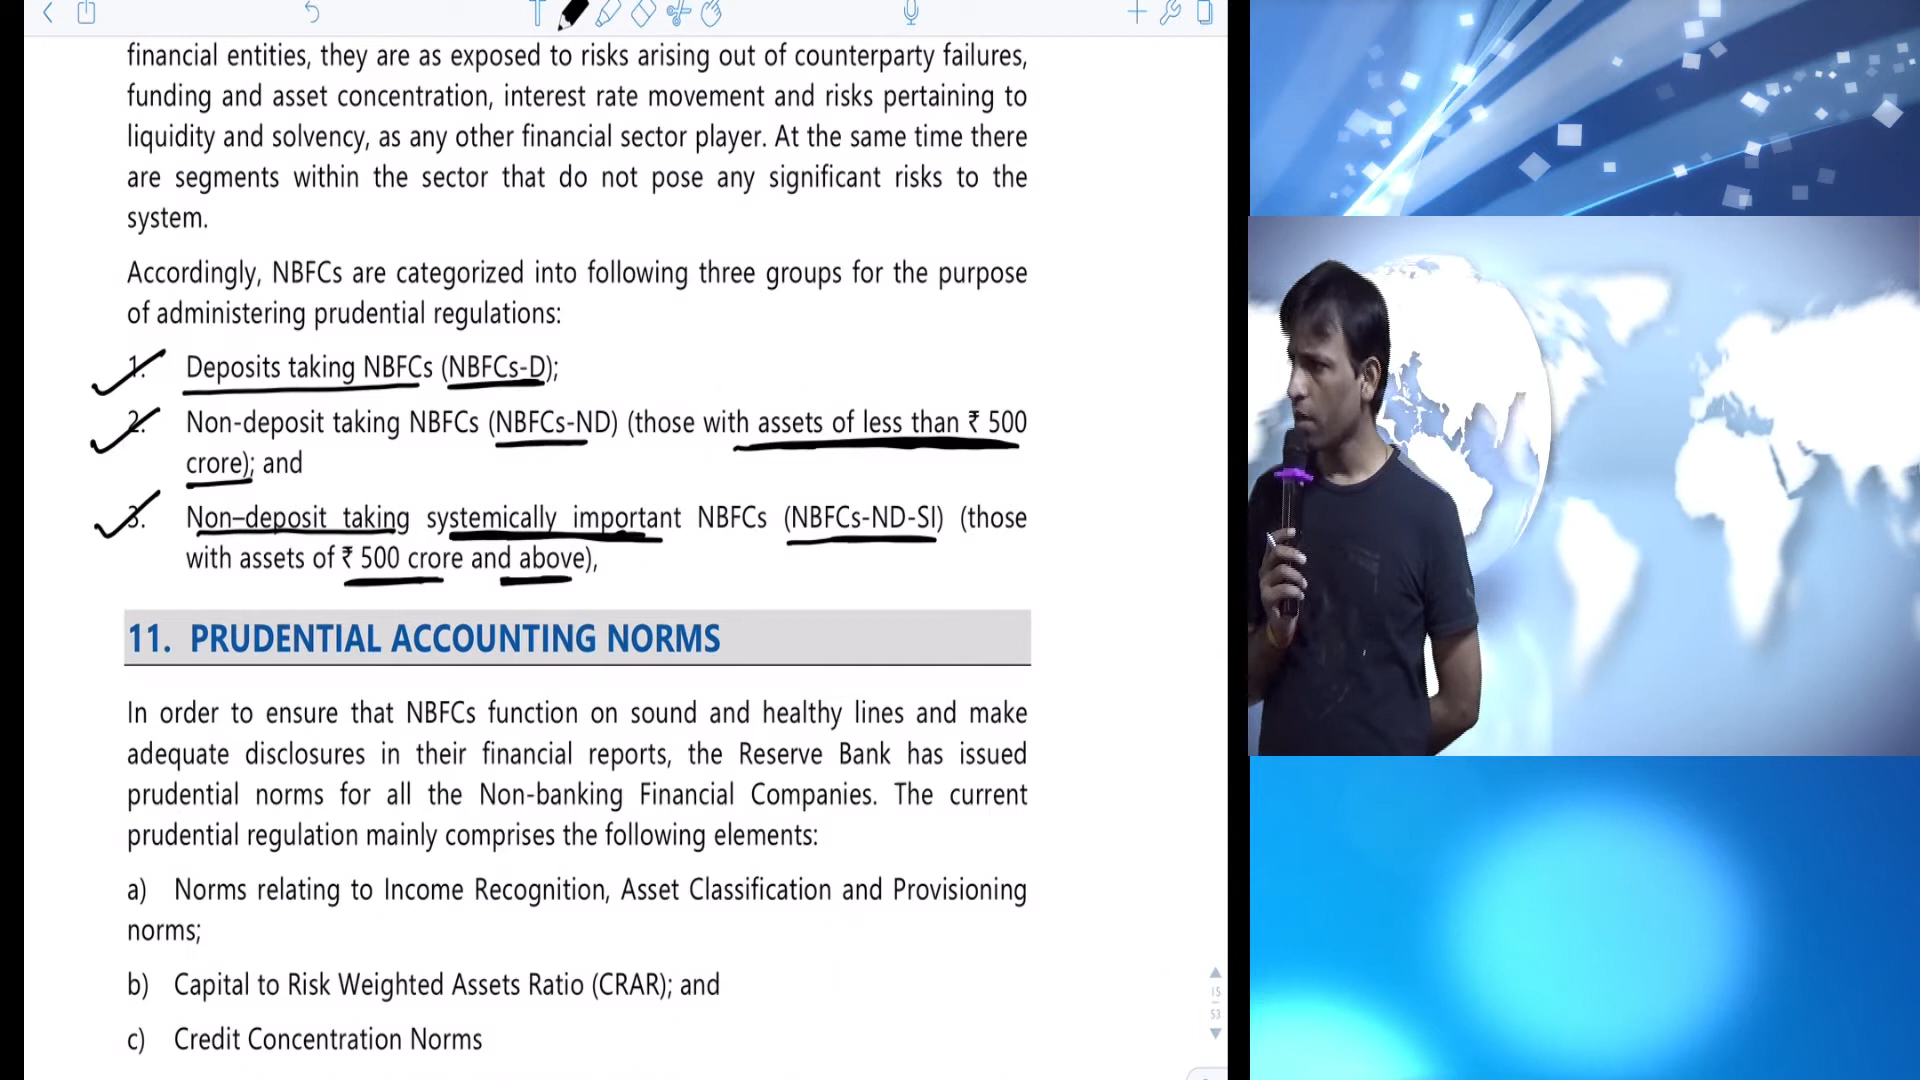 financial entities, they are as exposed to risks arising out of counterparty failures,
funding and asset concentration, interest rate movement and risks pertaining to
liquidity and solvency, as any other financial sector player. At the same time there
are segments within the sector that do not pose any significant risks to the
system.
Accordingly, NBFCs are categorized into following three groups for the purpose
of administering prudential regulations:
1. Deposits taking NBFCs (NBFCs-D);
2. Non-deposit taking NBFCs (NBFCs-ND) (those with assets of less than ₹ 500
crore); and
3. Non–deposit taking systemically important NBFCs (NBFCs-ND-SI) (those
with assets of ₹ 500 crore and above),
11. PRUDENTIAL ACCOUNTING NORMS
In order to ensure that NBFCs function on sound and healthy lines and make
adequate disclosures in their financial reports, the Reserve Bank has issued
prudential norms for all the Non-banking Financial Companies. The current
prudential regulation mainly comprises the following elements:
a) Norms relating to Income Recognition, Asset Classification and Provisioning
norms;
b) Capital to Risk Weighted Assets Ratio (CRAR); and
c) Credit Concentration Norms
15
53